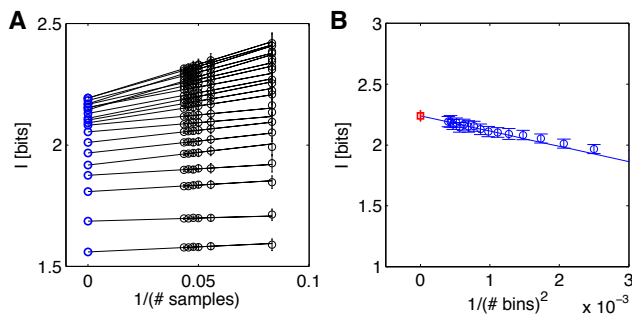 A
I [bits]
2.5
2
1.5
0
0.05
0.1
1/(# samples)
B
I [bits]
3
2.5
2
1.5
1
0
1
2
3
1/(# bins)²
x 10⁻³